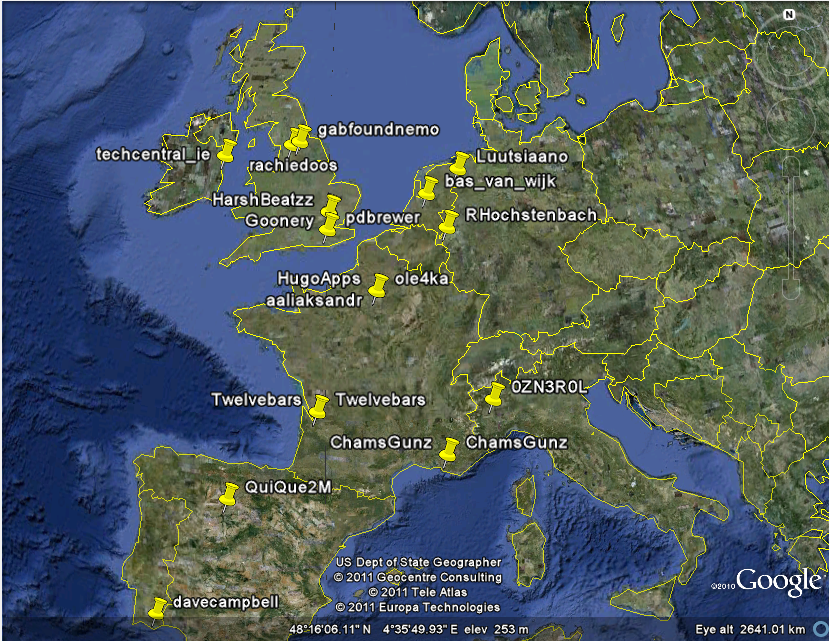 N
gabfoundnemo
techcentral_ie
rachiedoos
Luutsiaano
bas_van_wijk
HarshBeatzz
Goonery
pdbrewer
RHochstenbach
HugoApps
ole4ka
aaliaksandr
0ZN3R0L
Twelvebars
Twelvebars
ChamsGunz
ChamsGunz
QuiQue2M
US Dept of State Geographer
© 2011 Geocentre Consulting
© 2011 Tele Atlas
© 2011 Europa Technologies
©2010 Google
davecampbell
48°16'06.11" N 4°35'49.93" E elev 253 m
Eye alt 2641.01 km